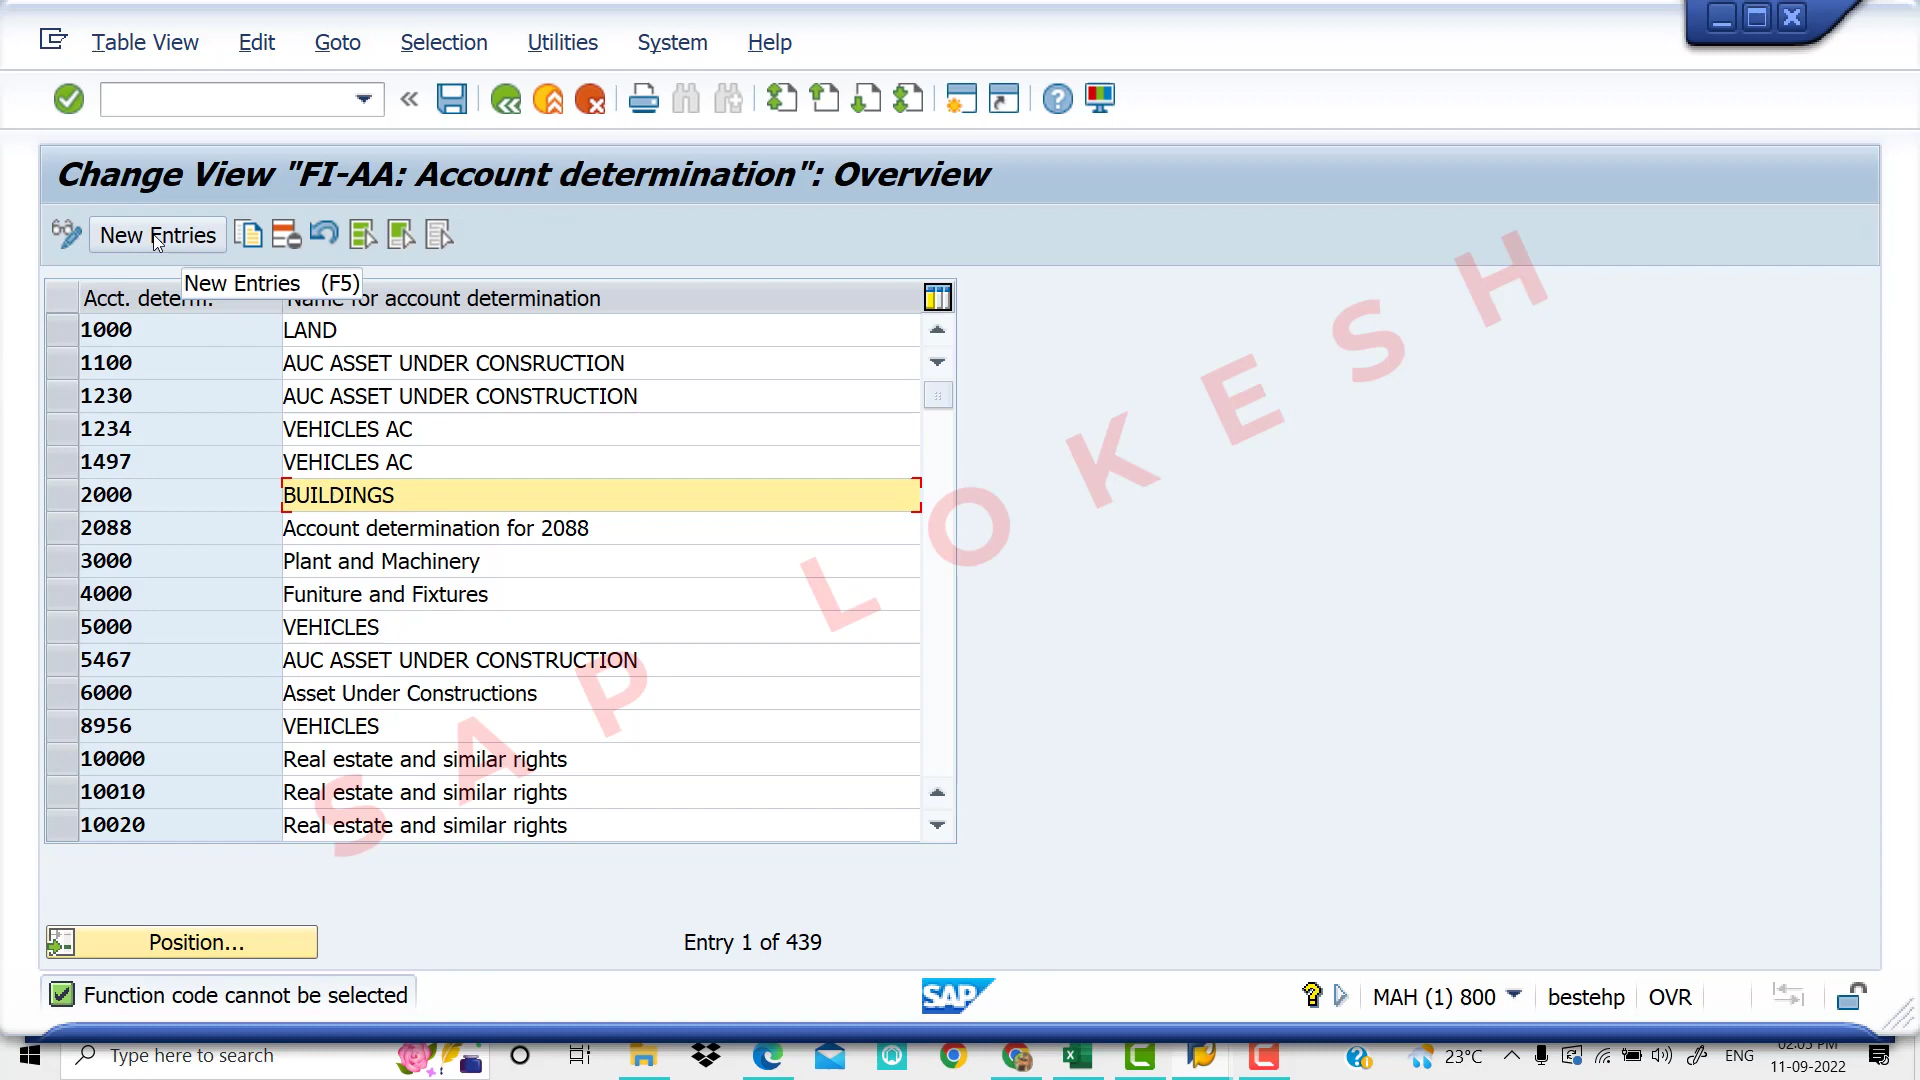 Table View Edit Goto Selection Utilities System Help
Change View "FI-AA: Account determination": Overview
New Entries
New Entries (F5)
Acct. determ. Name for account determination
1000 LAND
1100 AUC ASSET UNDER CONSRUCTION
1230 AUC ASSET UNDER CONSTRUCTION
1234 VEHICLES AC
1497 VEHICLES AC
2000 BUILDINGS
2088 Account determination for 2088
3000 Plant and Machinery
4000 Funiture and Fixtures
5000 VEHICLES
5467 AUC ASSET UNDER CONSTRUCTION
6000 Asset Under Constructions
8956 VEHICLES
10000 Real estate and similar rights
10010 Real estate and similar rights
10020 Real estate and similar rights
SAP LOKESH
Position... Entry 1 of 439
Function code cannot be selected SAP MAH (1) 800 bestehp OVR
Type here to search 23°C ENG 02:05 PM
11-09-2022